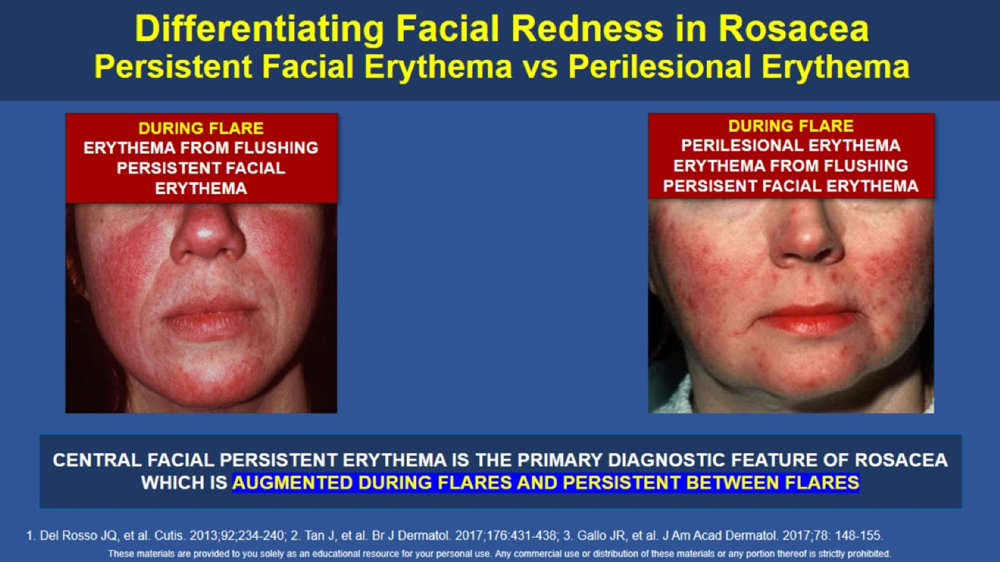 Differentiating Facial Redness in Rosacea
Persistent Facial Erythema vs Perilesional Erythema
DURING FLARE
ERYTHEMA FROM FLUSHING
PERSISTENT FACIAL
ERYTHEMA
DURING FLARE
PERILESIONAL ERYTHEMA
ERYTHEMA FROM FLUSHING
PERSISENT FACIAL ERYTHEMA
CENTRAL FACIAL PERSISTENT ERYTHEMA IS THE PRIMARY DIAGNOSTIC FEATURE OF ROSACEA
WHICH IS AUGMENTED DURING FLARES AND PERSISTENT BETWEEN FLARES
1. Del Rosso JQ, et al. Cutis. 2013;92;234-240; 2. Tan J, et al. Br J Dermatol. 2017;176:431-438; 3. Gallo JR, et al. J Am Acad Dermatol. 2017;78: 148-155.
These materials are provided to you solely as an educational resource for your personal use. Any commercial use or distribution of these materials or any portion thereof is strictly prohibited.